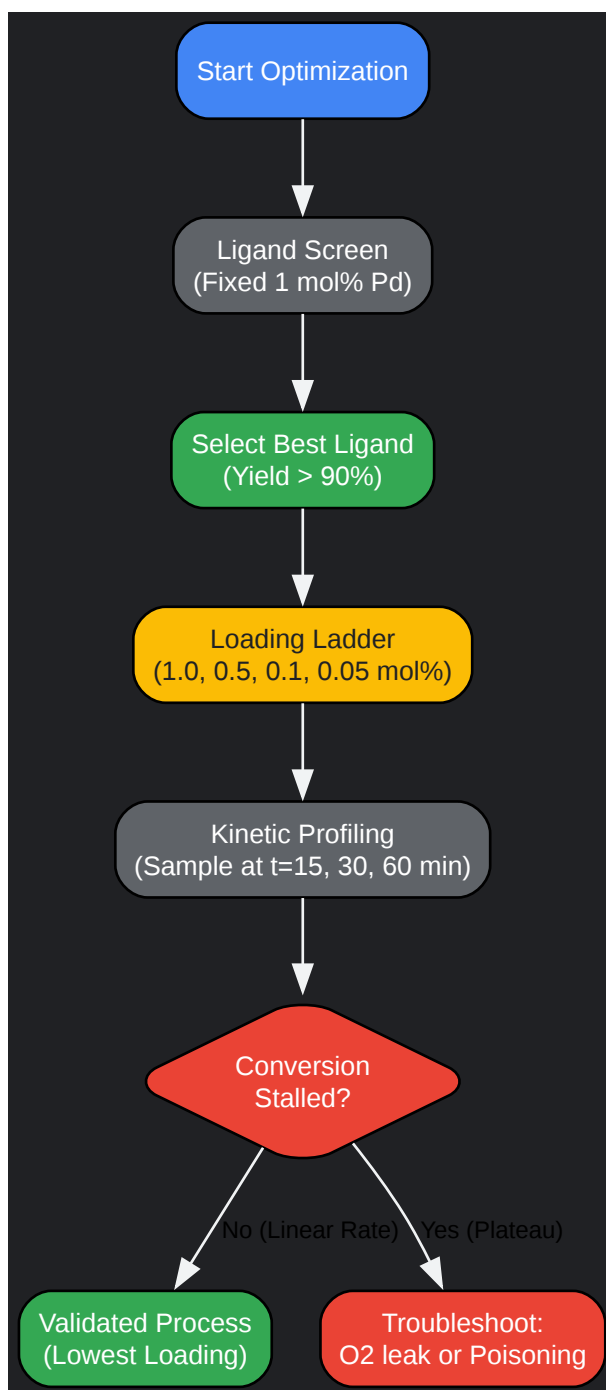 Start Optimization
Ligand Screen
(Fixed 1 mol% Pd)
Select Best Ligand
(Yield > 90%)
Loading Ladder
(1.0, 0.5, 0.1, 0.05 mol%)
Kinetic Profiling
(Sample at t=15, 30, 60 min)
Conversion
Stalled?
No (Linear Rate)
Yes (Plateau)
Validated Process
(Lowest Loading)
Troubleshoot:
O2 leak or Poisoning